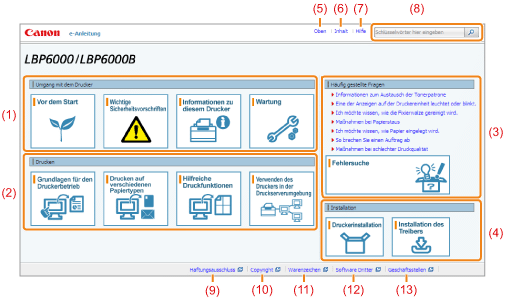 (5) (6) (7) (8)
Canon e-Anleitung
Oben Inhalt Hilfe Schlüsselwörter hier eingeben
LBP6000/LBP6000B
Umgang mit dem Drucker
Vor dem Start
Wichtige
Sicherheitsvorschriften
Informationen zu
diesem Drucker
Wartung
(1)
Häufig gestellte Fragen
Informationen zum Austausch der Tonerpatrone
Eine der Anzeigen auf der Druckereinheit leuchtet oder blinkt.
Ich möchte wissen, wie die Fixierwalze gereinigt wird.
Maßnahmen bei Papierstaus
Ich möchte wissen, wie Papier eingelegt wird.
So brechen Sie einen Auftrag ab
Maßnahmen bei schlechter Druckqualität
Fehlersuche
(3)
Drucken
Grundlagen für den
Druckerbetrieb
Drucken auf
verschiedenen
Papiertypen
Hilfreiche
Druckfunktionen
Verwenden des
Druckers in der
Druckserverumgebung
(2)
Installation
Druckerinstallation
Installation des
Treibers
(4)
Haftungsausschluss Copyright Warenzeichen Software Dritter Geschäftsstellen
(9) (10) (11) (12) (13)